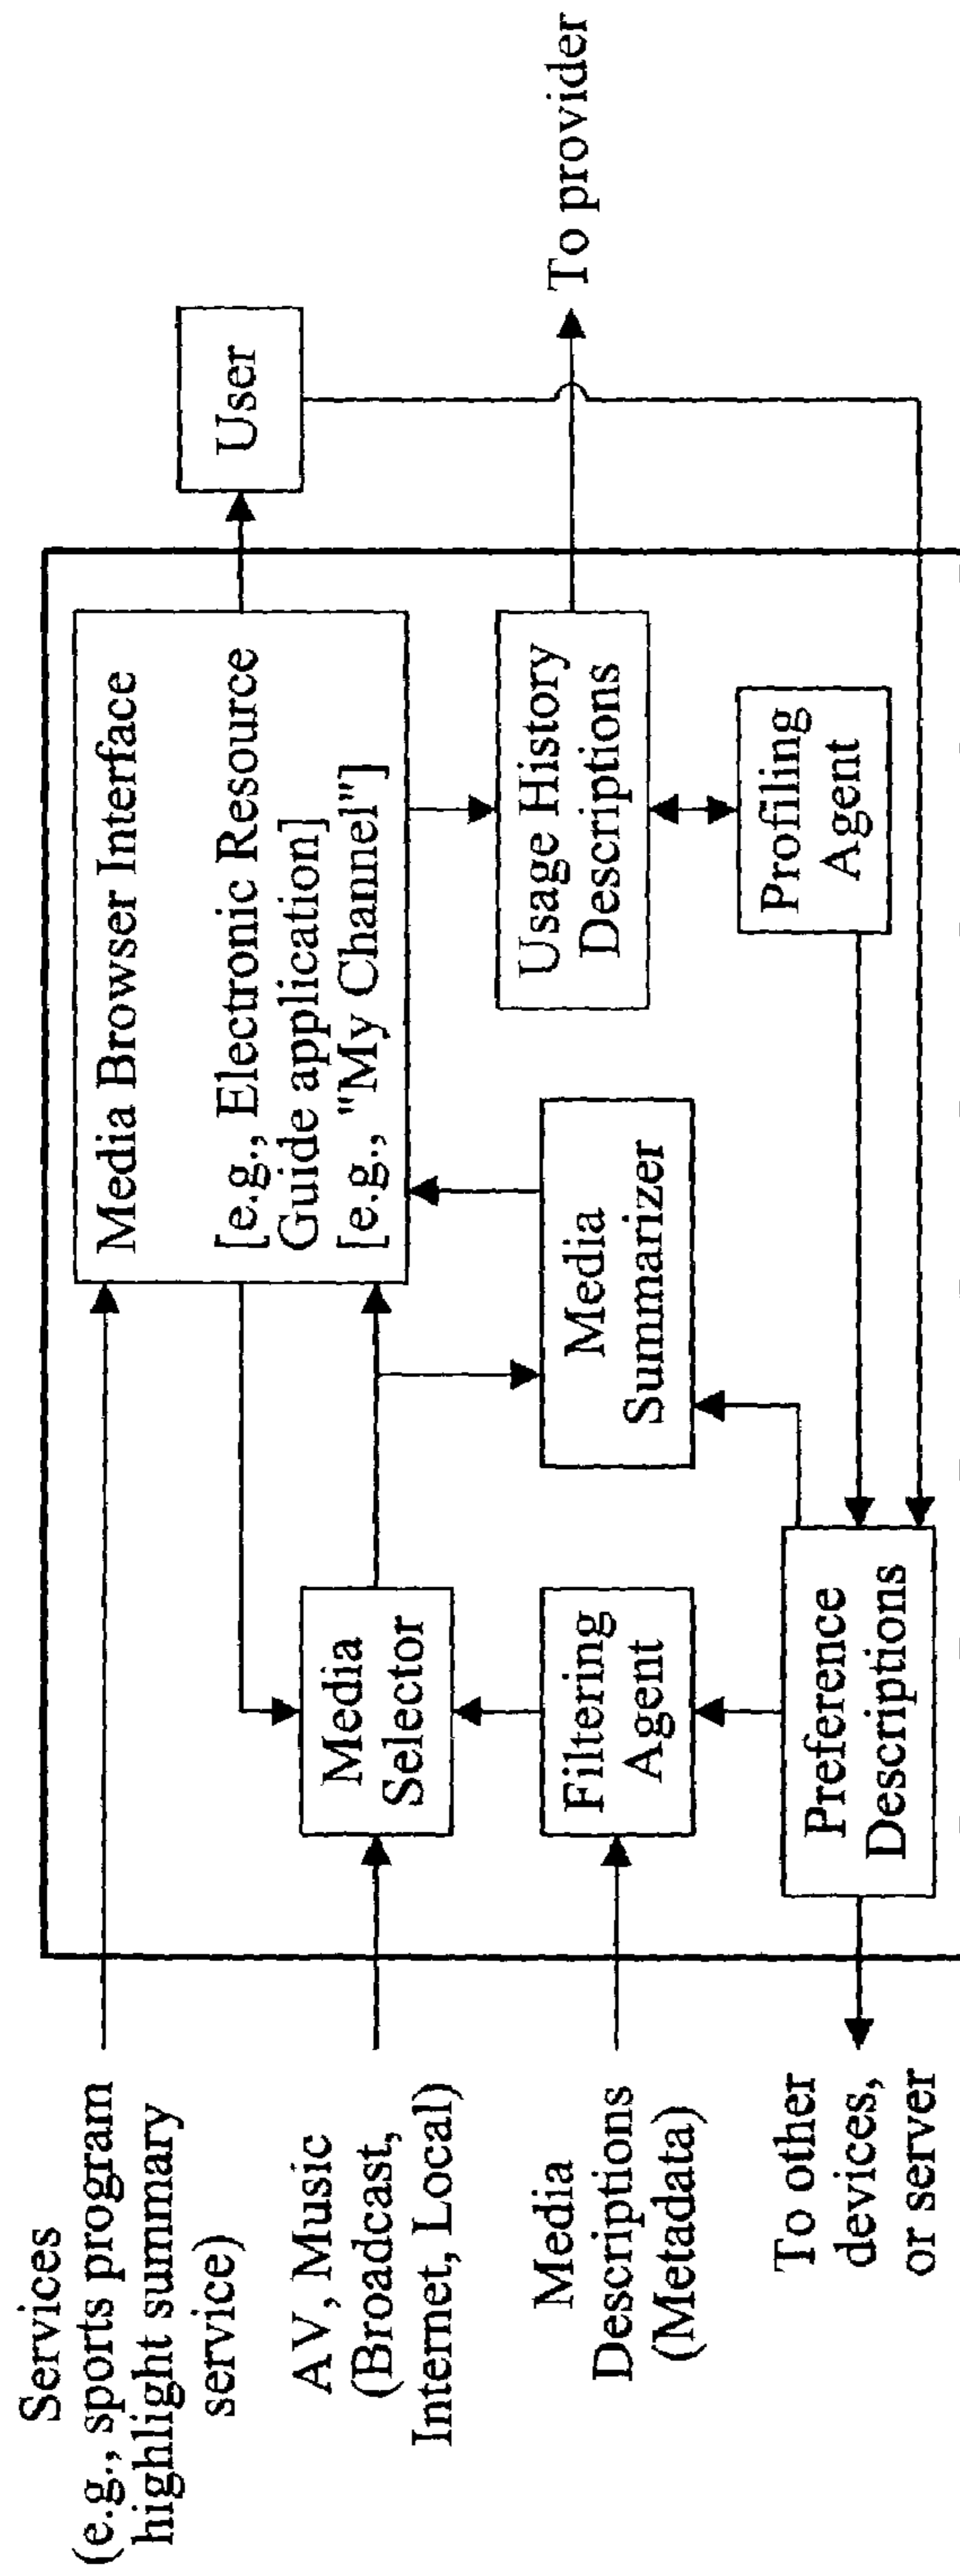 Services
(e.g., sports program
highlight summary
service)
AV, Music
(Broadcast,
Internet, Local)
Media
Descriptions
(Metadata)
To other
devices,
or server
Media
Selector
Filtering
Agent
Preference
Descriptions
Media Browser Interface
[e.g., Electronic Resource
Guide application]
[e.g., "My Channel"]
Media
Summarizer
Usage History
Descriptions
Profiling
Agent
User
To provider